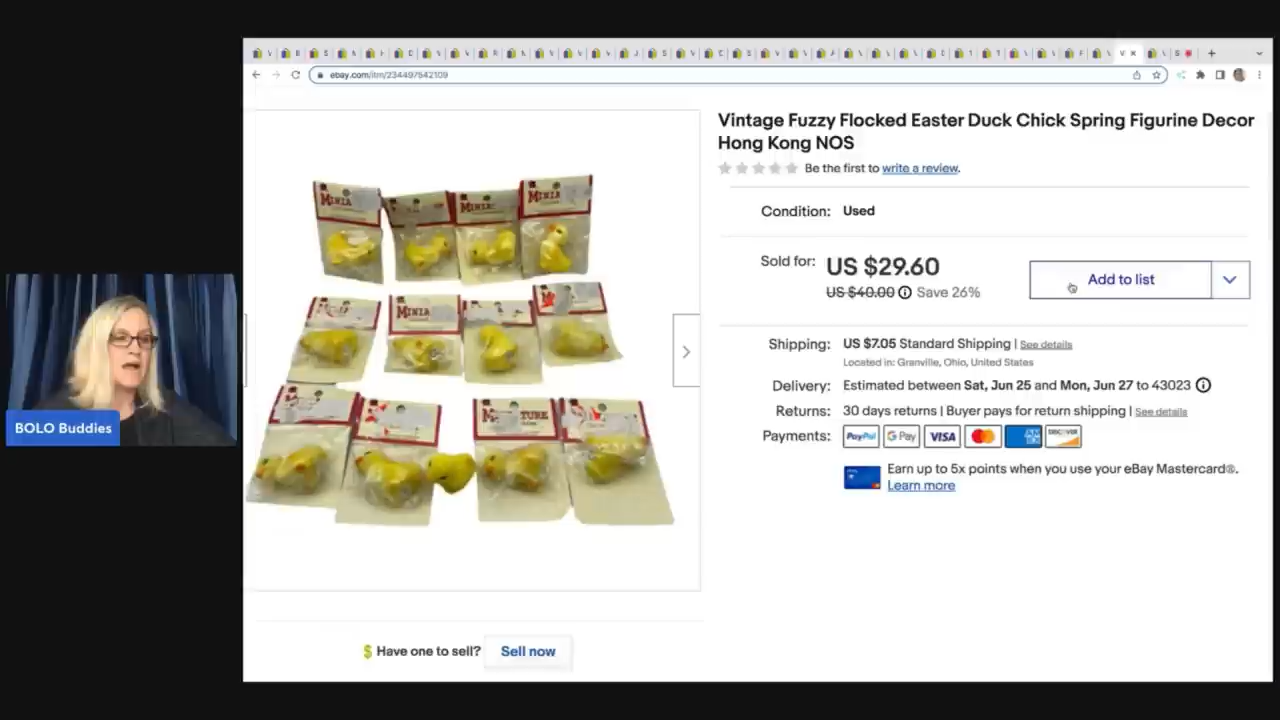 ebay.com/itm/234497542109
Vintage Fuzzy Flocked Easter Duck Chick Spring Figurine Decor
Hong Kong NOS
Be the first to write a review.
Condition: Used
Sold for: US $29.60
US $40.00 Save 26%
Add to list
Shipping: US $7.05 Standard Shipping | See details
Located in: Granville, Ohio, United States
Delivery: Estimated between Sat, Jun 25 and Mon, Jun 27 to 43023
Returns: 30 days returns | Buyer pays for return shipping | See details
Payments: PayPal G Pay VISA DISCOVER
Earn up to 5x points when you use your eBay Mastercard®.
Learn more
BOLO Buddies
$ Have one to sell? Sell now